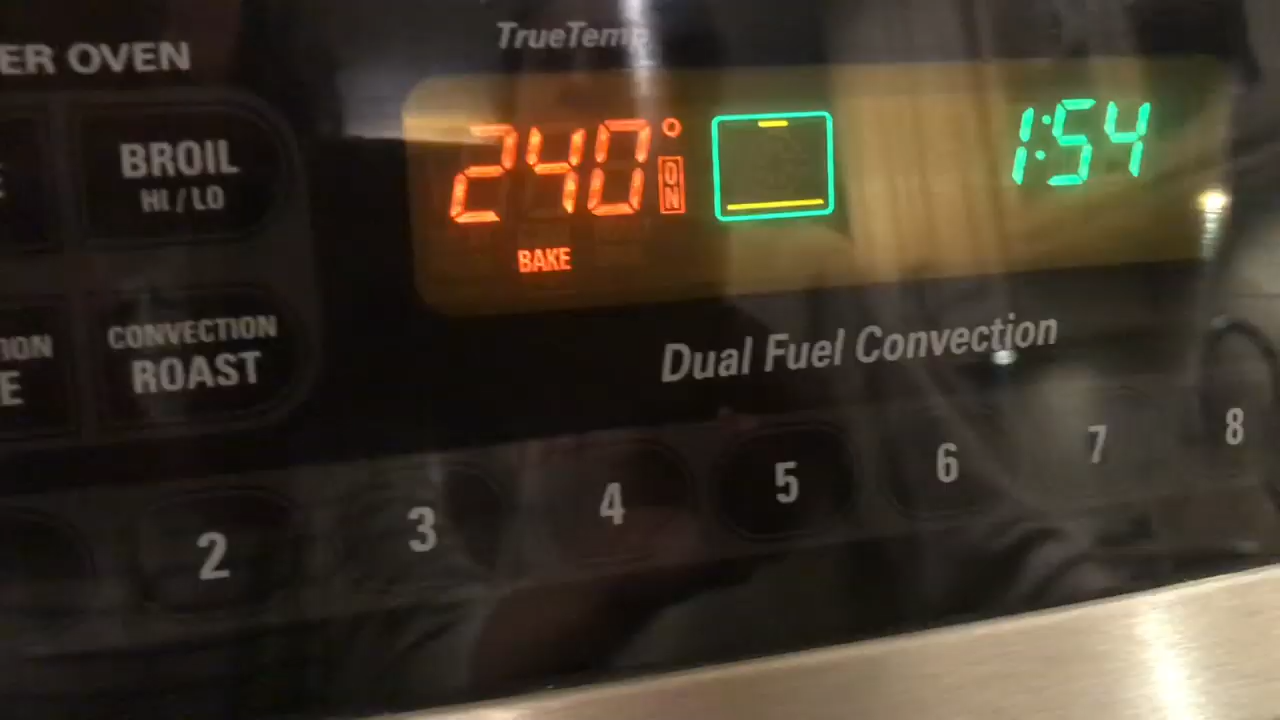 TrueTemp
ER OVEN
BROIL
HI / LO
240°
ON
BAKE
1:54
CONVECTION
ROAST
ION
E
Dual Fuel Convection
2 3 4 5 6 7 8